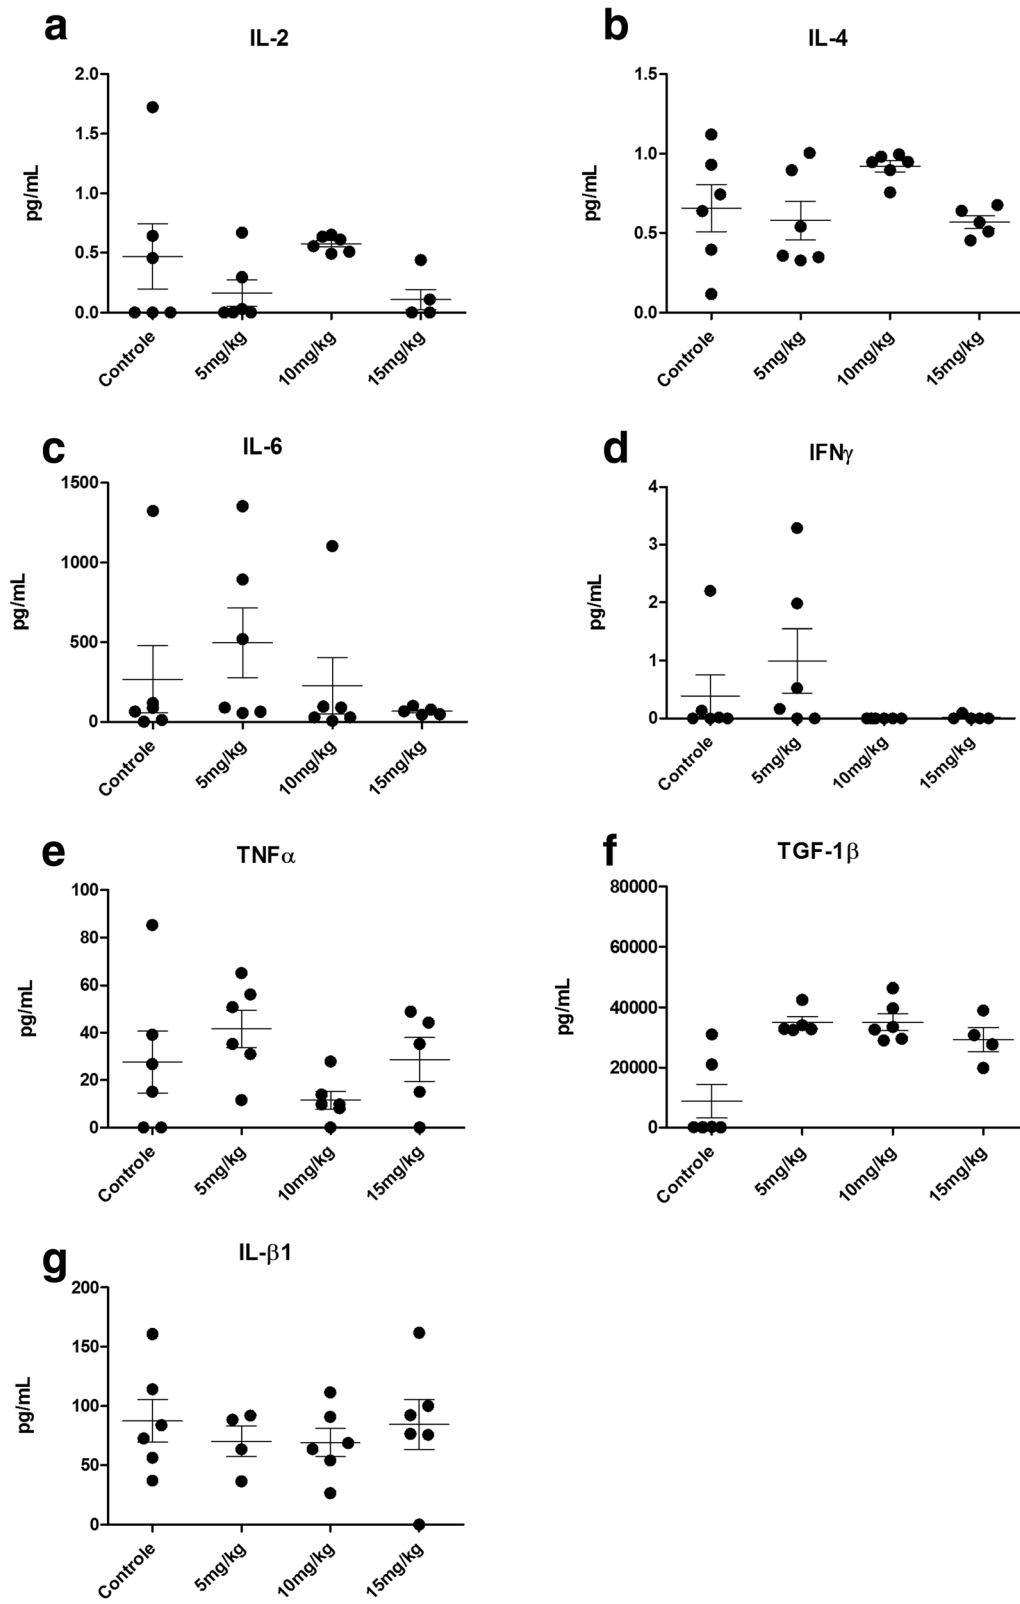 a
IL-2
pg/mL
2.0
1.5
1.0
0.5
0.0
Controle
5mg/kg
10mg/kg
15mg/kg
b
IL-4
pg/mL
1.5
1.0
0.5
0.0
Controle
5mg/kg
10mg/kg
15mg/kg
c
IL-6
pg/mL
1500
1000
500
0
Controle
5mg/kg
10mg/kg
15mg/kg
d
IFNγ
pg/mL
4
3
2
1
0
Controle
5mg/kg
10mg/kg
15mg/kg
e
TNFα
pg/mL
100
80
60
40
20
0
Controle
5mg/kg
10mg/kg
15mg/kg
f
TGF-1β
pg/mL
80000
60000
40000
20000
0
Controle
5mg/kg
10mg/kg
15mg/kg
g
IL-β1
pg/mL
200
150
100
50
0
Controle
5mg/kg
10mg/kg
15mg/kg